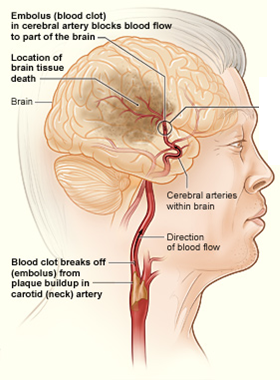 Embolus (blood clot)
in cerebral artery blocks blood flow
to part of the brain
Location of
brain tissue
death
Brain
Cerebral arteries
within brain
Direction
of blood flow
Blood clot breaks off
(embolus) from
plaque buildup in
carotid (neck) artery